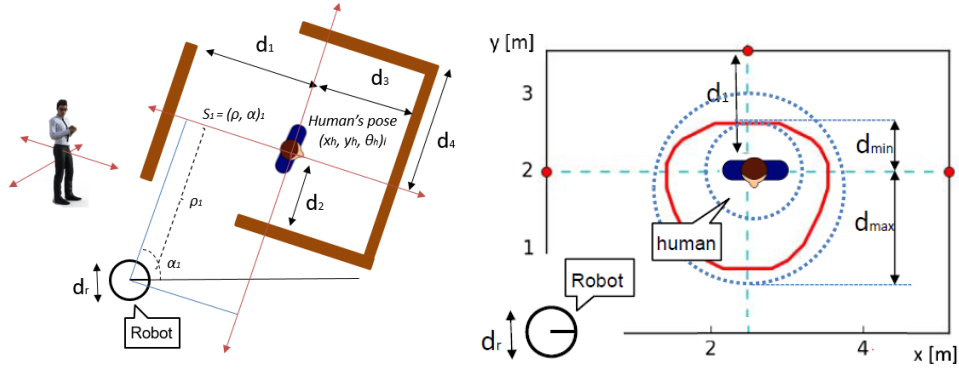 d1
d3
S1 = (ρ, α)1
Human's pose
(xh, yh, θh)i
d4
d2
ρ1
α1
dr
Robot
y [m]
3
d1
dmin
2
dmax
human
1
Robot
dr
2
4
x [m]